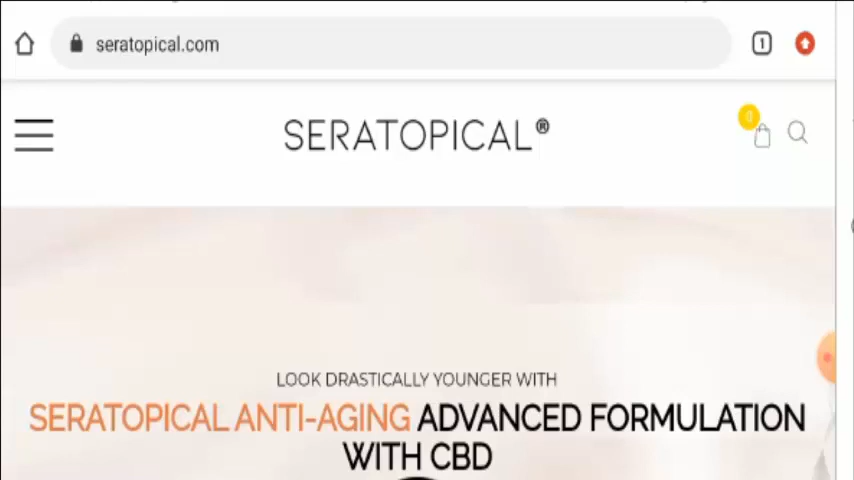 seratopical.com
1
SERATOPICAL®
0
LOOK DRASTICALLY YOUNGER WITH
SERATOPICAL ANTI-AGING ADVANCED FORMULATION
WITH CBD